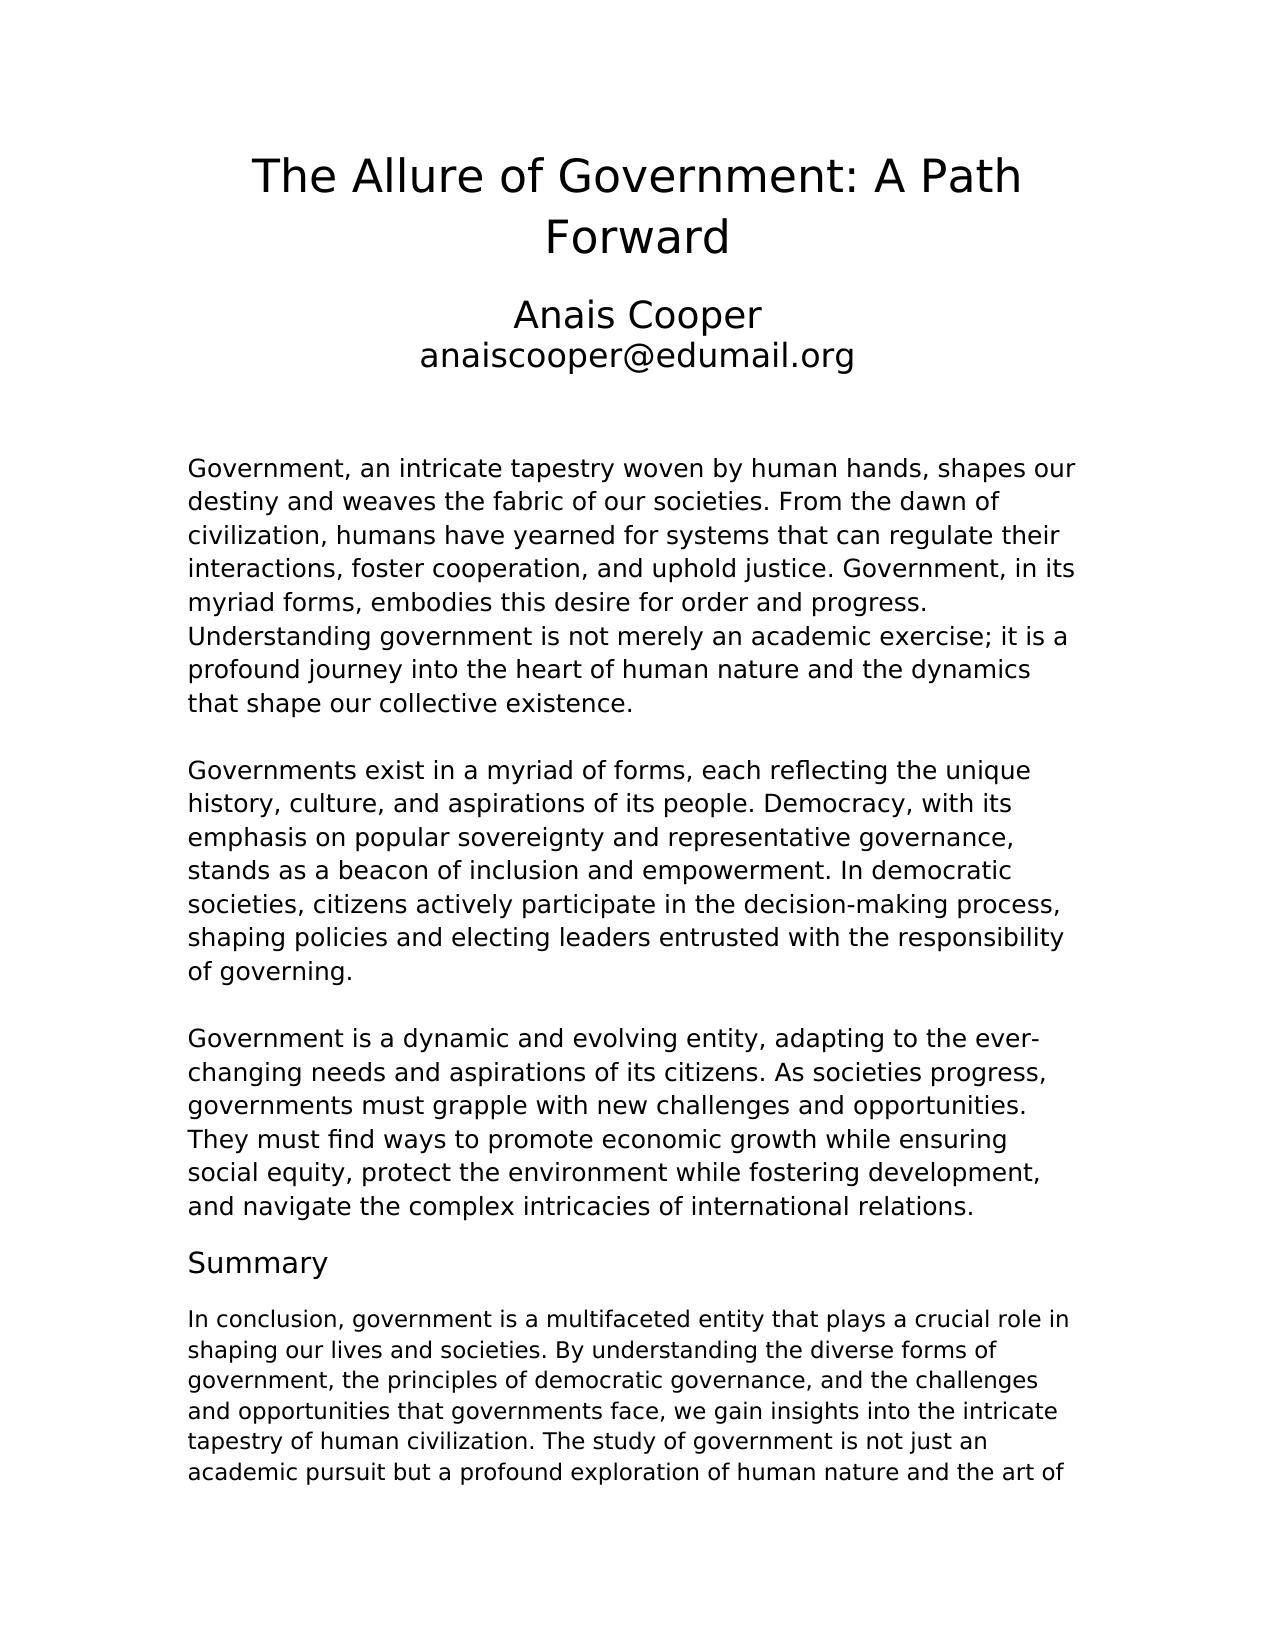 The Allure of Government: A Path
Forward
Anais Cooper
anaiscooper@edumail.org
Government, an intricate tapestry woven by human hands, shapes our
destiny and weaves the fabric of our societies. From the dawn of
civilization, humans have yearned for systems that can regulate their
interactions, foster cooperation, and uphold justice. Government, in its
myriad forms, embodies this desire for order and progress.
Understanding government is not merely an academic exercise; it is a
profound journey into the heart of human nature and the dynamics
that shape our collective existence.
Governments exist in a myriad of forms, each reflecting the unique
history, culture, and aspirations of its people. Democracy, with its
emphasis on popular sovereignty and representative governance,
stands as a beacon of inclusion and empowerment. In democratic
societies, citizens actively participate in the decision-making process,
shaping policies and electing leaders entrusted with the responsibility
of governing.
Government is a dynamic and evolving entity, adapting to the ever-
changing needs and aspirations of its citizens. As societies progress,
governments must grapple with new challenges and opportunities.
They must find ways to promote economic growth while ensuring
social equity, protect the environment while fostering development,
and navigate the complex intricacies of international relations.
Summary
In conclusion, government is a multifaceted entity that plays a crucial role in
shaping our lives and societies. By understanding the diverse forms of
government, the principles of democratic governance, and the challenges
and opportunities that governments face, we gain insights into the intricate
tapestry of human civilization. The study of government is not just an
academic pursuit but a profound exploration of human nature and the art of